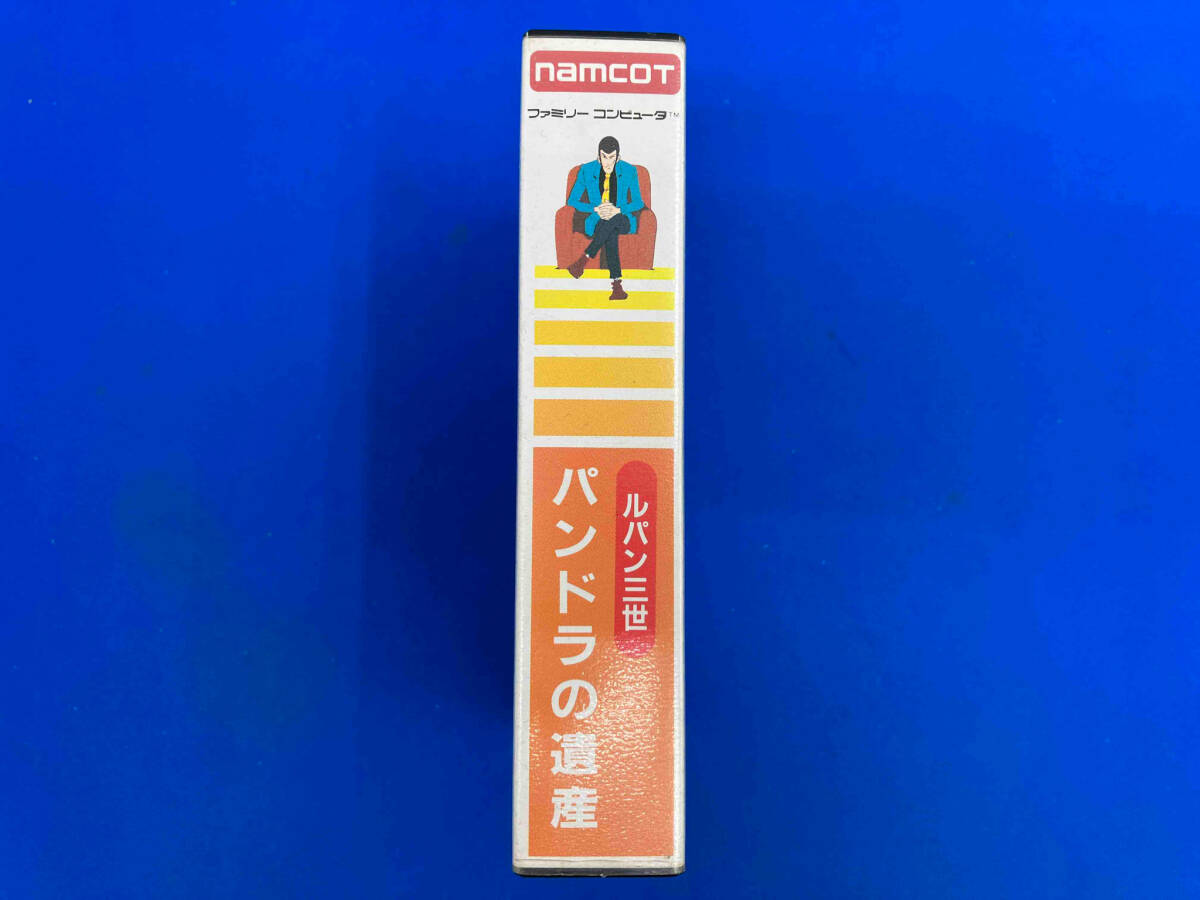 namcoT
ファミリー コンピュータ™
ルパン三世
パンドラの遺産